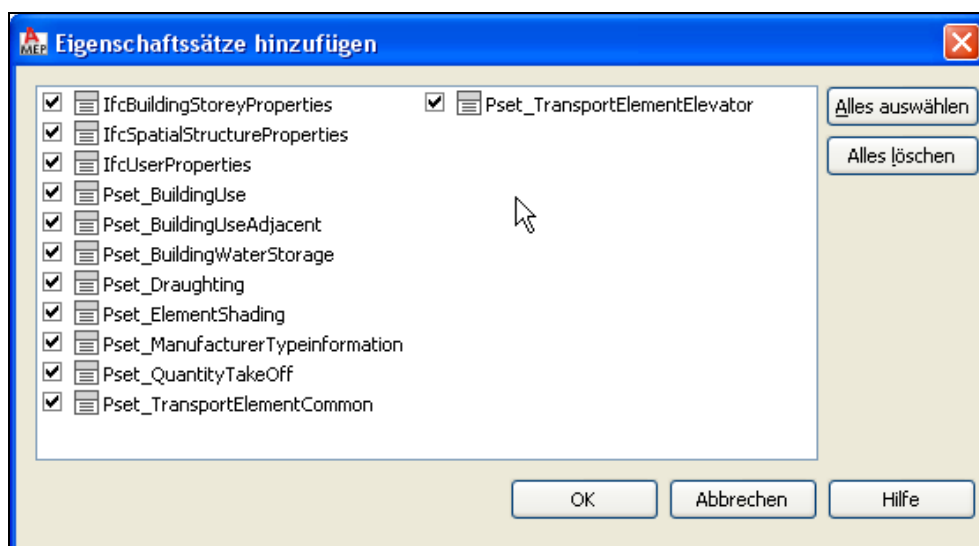 A MEP Eigenschaftssätze hinzufügen
IfcBuildingStoreyProperties
IfcSpatialStructureProperties
IfcUserProperties
Pset_BuildingUse
Pset_BuildingUseAdjacent
Pset_BuildingWaterStorage
Pset_Draughting
Pset_ElementShading
Pset_ManufacturerTypeinformation
Pset_QuantityTakeOff
Pset_TransportElementCommon
Pset_TransportElementElevator
Alles auswählen
Alles löschen
OK
Abbrechen
Hilfe